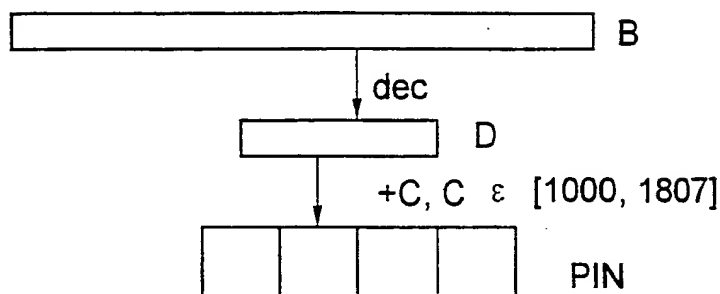 B
dec
D
+C, C ε [1000, 1807]
PIN